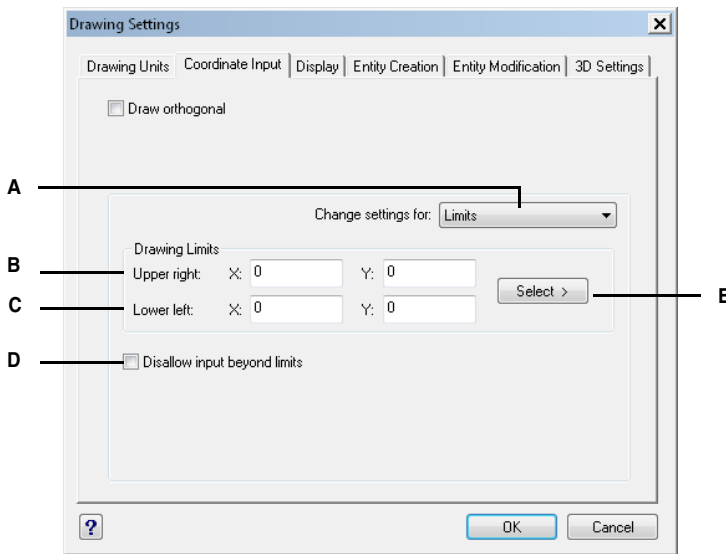 Drawing Settings
Drawing Units Coordinate Input Display Entity Creation Entity Modification 3D Settings
Draw orthogonal
A
Change settings for: Limits
Drawing Limits
B
Upper right: X: 0 Y: 0
Select >
E
C
Lower left: X: 0 Y: 0
D
Disallow input beyond limits
?
OK Cancel